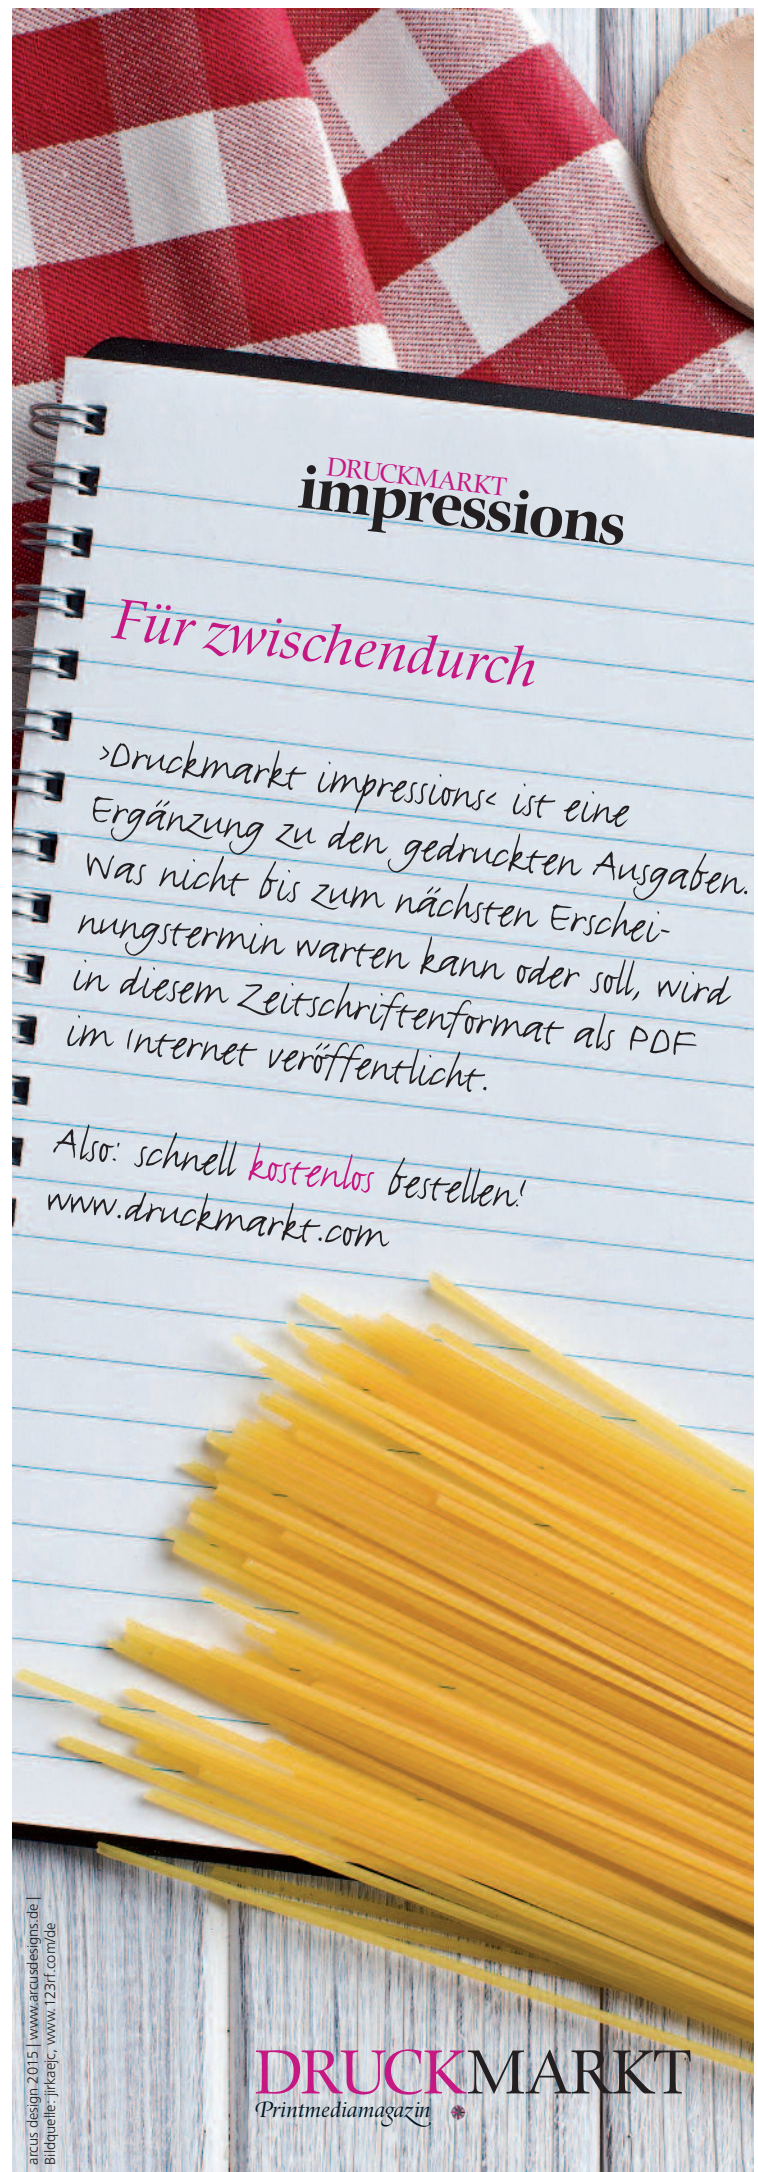 DRUCKMARKT
impressions
Für zwischendurch
›Druckmarkt impressions‹ ist eine
Ergänzung zu den gedruckten Ausgaben.
Was nicht bis zum nächsten Erschei-
nungstermin warten kann oder soll, wird
in diesem Zeitschriftenformat als PDF
im Internet veröffentlicht.
Also: schnell kostenlos bestellen!
www.druckmarkt.com
arcus design 2015 | www.arcusdesigns.de |
Bildquelle: jirkaejc, www.123rf.com/de
DRUCKMARKT
Printmediamagazin